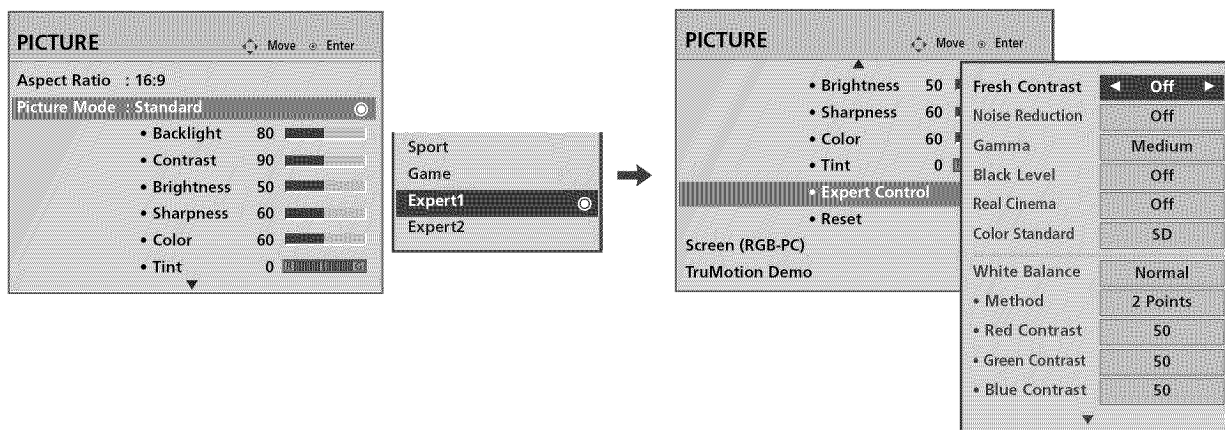 PICTURE
Move Enter
Aspect Ratio : 16:9
Picture Mode : Standard
• Backlight 80
• Contrast 90
• Brightness 50
• Sharpness 60
• Color 60
• Tint 0
Sport
Game
Expert1
Expert2
PICTURE
Move Enter
• Brightness 50
• Sharpness 60
• Color 60
• Tint 0
• Expert Control
• Reset
Screen (RGB-PC)
TruMotion Demo
Fresh Contrast Off
Noise Reduction Off
Gamma Medium
Black Level Off
Real Cinema Off
Color Standard SD
White Balance Normal
• Method 2 Points
• Red Contrast 50
• Green Contrast 50
• Blue Contrast 50